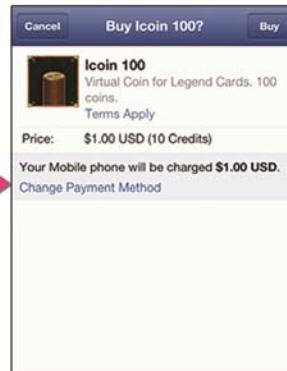 Cancel Buy Icoin 100? Buy
Icoin 100
Virtual Coin for Legend Cards. 100
coins.
Terms Apply
Price: $1.00 USD (10 Credits)
Your Mobile phone will be charged $1.00 USD.
Change Payment Method